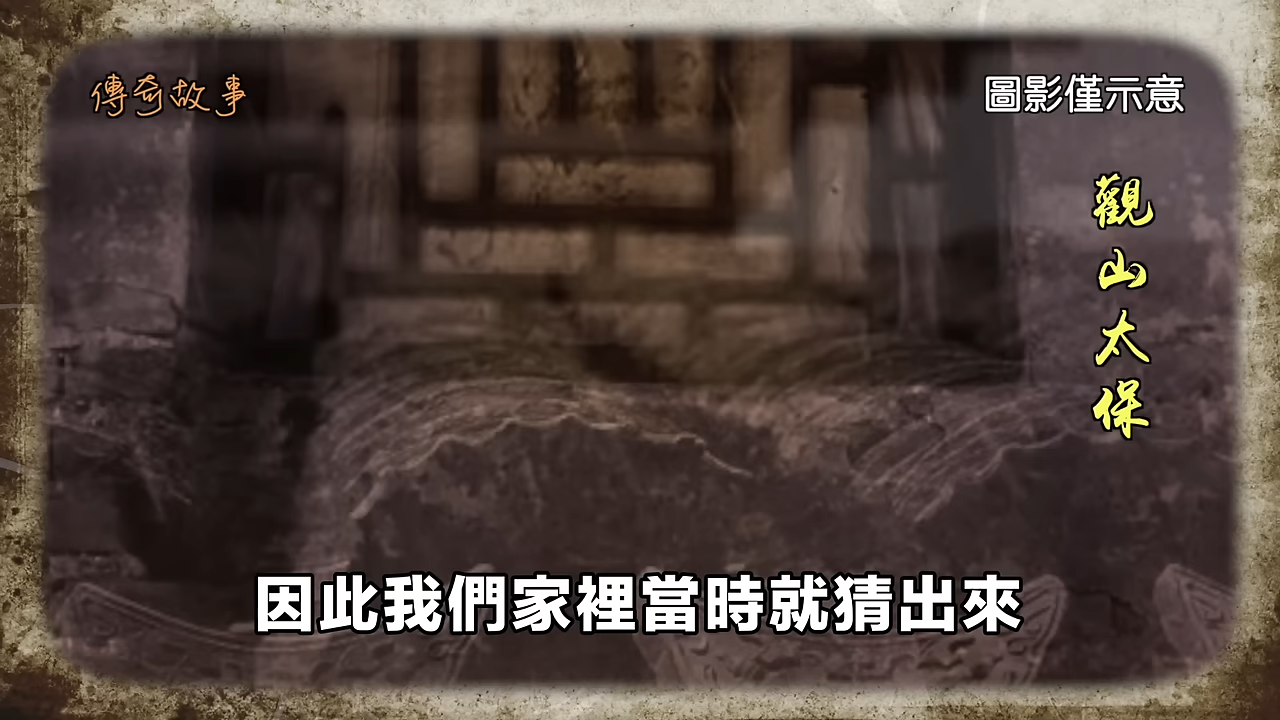 傳奇故事
圖影僅示意
觀山太保
因此我們家裡當時就猜出來